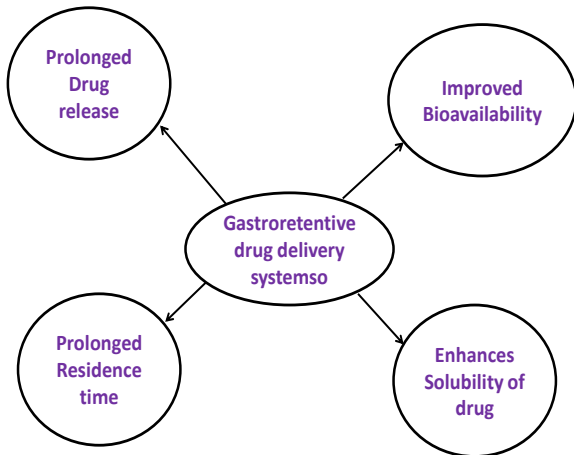 Prolonged
Drug
release
Improved
Bioavailability
Gastroretentive
drug delivery
systemso
Prolonged
Residence
time
Enhances
Solubility of
drug